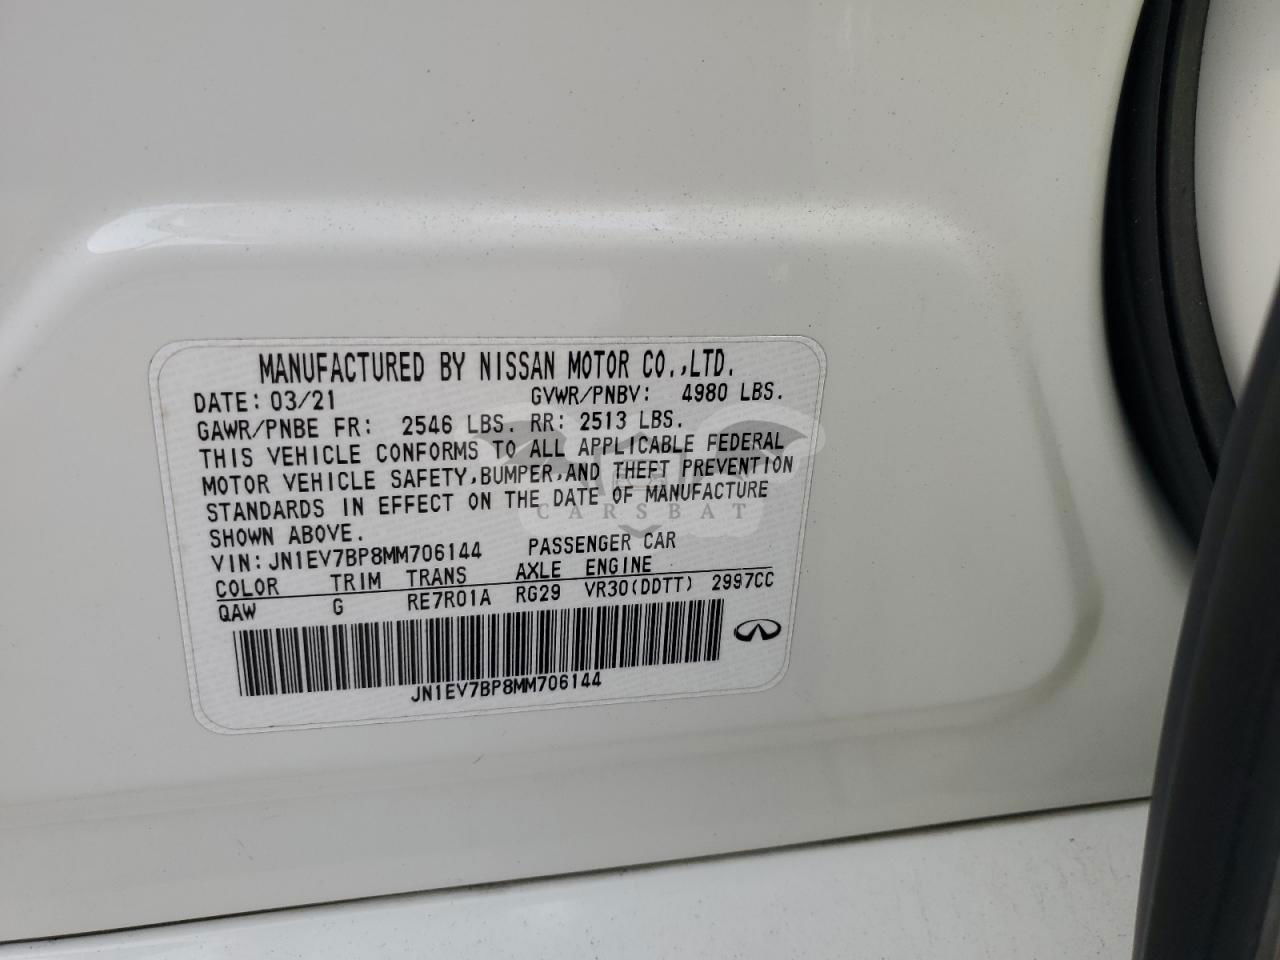 MANUFACTURED BY NISSAN MOTOR CO.,LTD.
DATE: 03/21 GVWR/PNBV: 4980 LBS.
GAWR/PNBE FR: 2546 LBS. RR: 2513 LBS.
THIS VEHICLE CONFORMS TO ALL APPLICABLE FEDERAL
MOTOR VEHICLE SAFETY,BUMPER,AND THEFT PREVENTION
STANDARDS IN EFFECT ON THE DATE OF MANUFACTURE
SHOWN ABOVE.
VIN: JN1EV7BP8MM706144 PASSENGER CAR
COLOR TRIM TRANS AXLE ENGINE
QAW G RE7R01A RG29 VR30(DDTT) 2997CC
JN1EV7BP8MM706144
CARSBAT